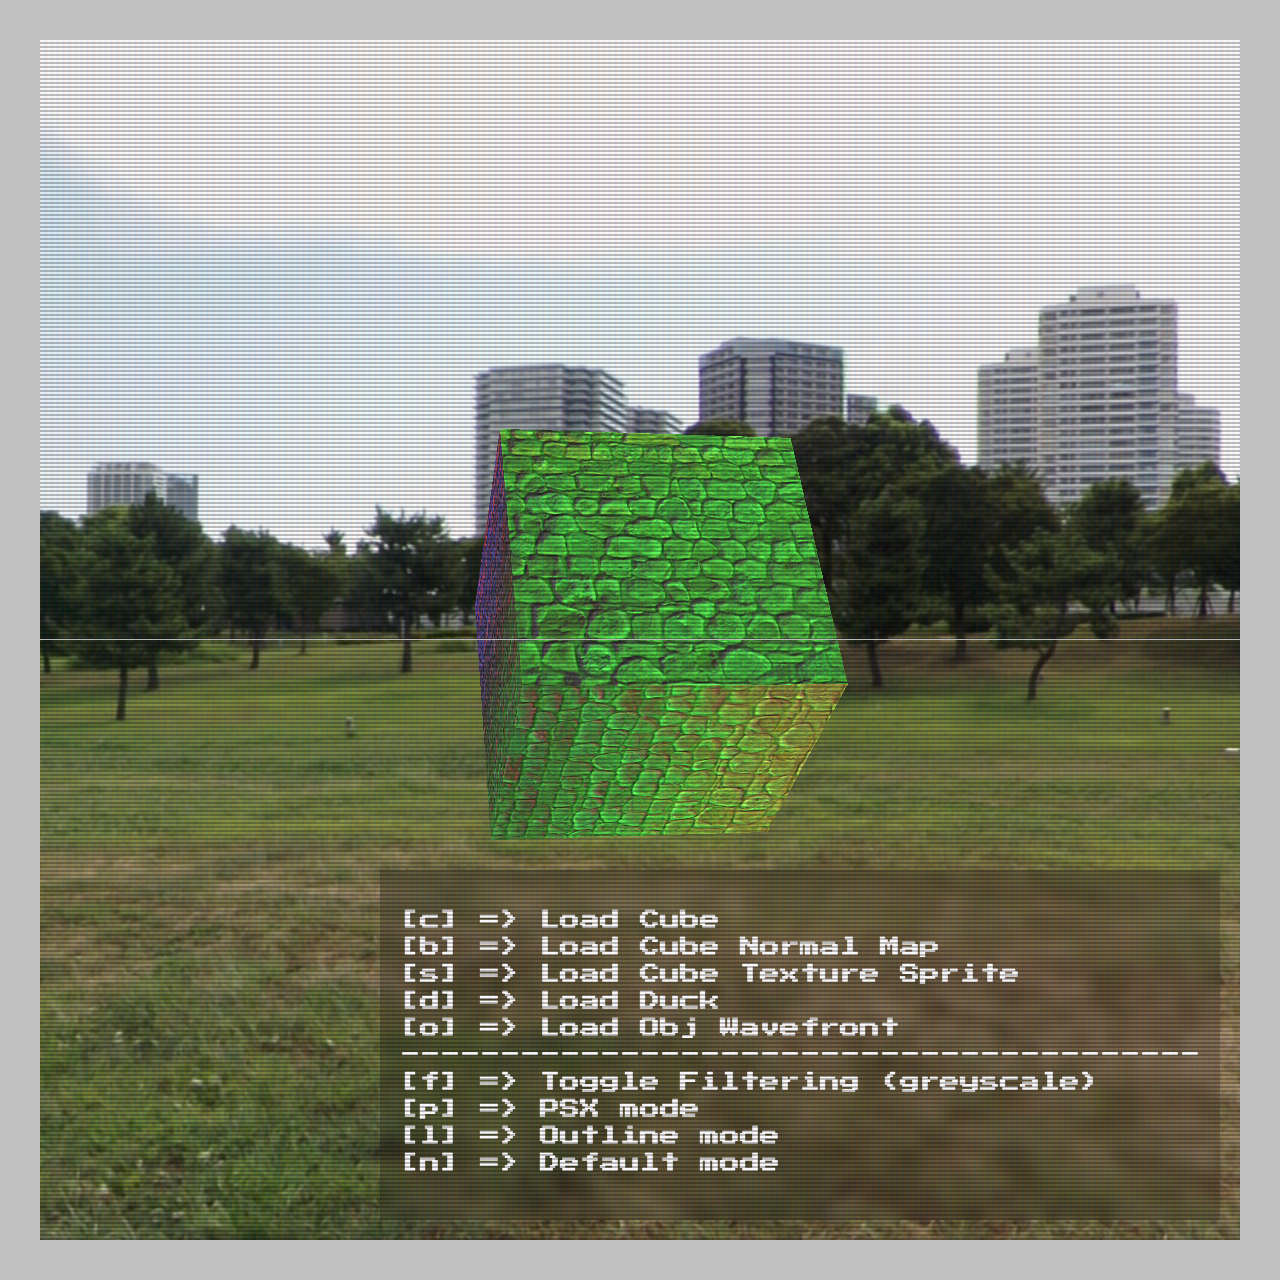 [c] => Load Cube
[b] => Load Cube Normal Map
[s] => Load Cube Texture Sprite
[d] => Load Duck
[o] => Load Obj Wavefront
----------------------------------------
[f] => Toggle Filtering (greyscale)
[p] => PSX mode
[l] => Outline mode
[n] => Default mode